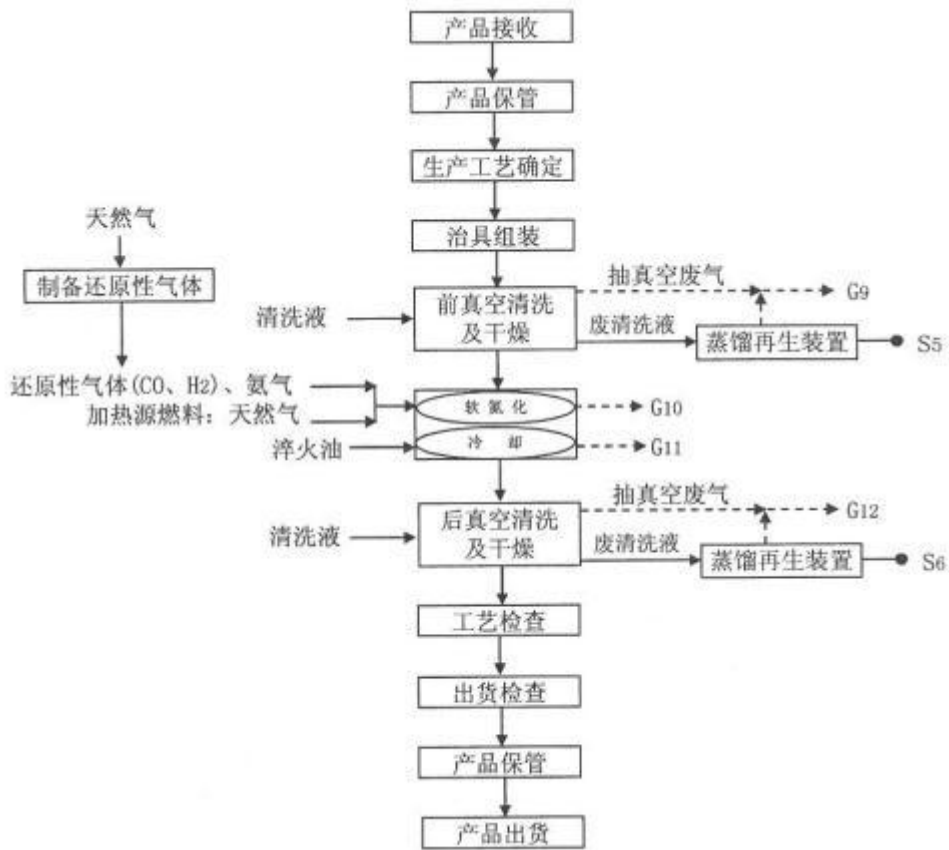 产品接收
产品保管
生产工艺确定
治具组装
天然气
制备还原性气体
清洗液
前真空清洗
及干燥
抽真空废气
G9
废清洗液
蒸馏再生装置
S5
还原性气体(CO、H2)、氨气
加热源燃料：天然气
软氮化
G10
淬火油
冷 却
G11
清洗液
后真空清洗
及干燥
抽真空废气
G12
废清洗液
蒸馏再生装置
S6
工艺检查
出货检查
产品保管
产品出货